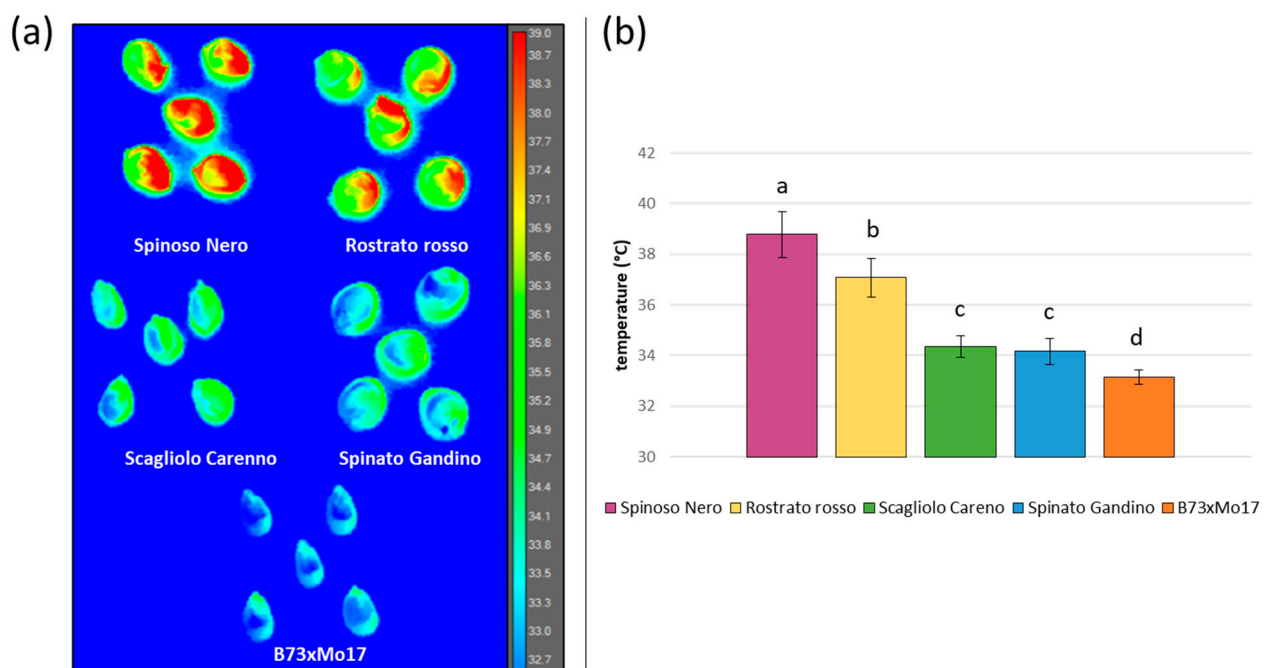 (a)
39.0
38.7
38.3
38.0
37.7
37.4
37.1
36.9
36.6
36.3
36.1
35.8
35.5
35.2
34.9
34.7
34.4
34.1
33.8
33.5
33.3
33.0
32.7
Spinoso Nero
Rostrato rosso
Scagliolo Carenno
Spinato Gandino
B73xMo17
(b)
temperature (°C)
42
40
38
36
34
32
30
a
b
c
c
d
Spinoso Nero
Rostrato rosso
Scagliolo Careno
Spinato Gandino
B73xMo17